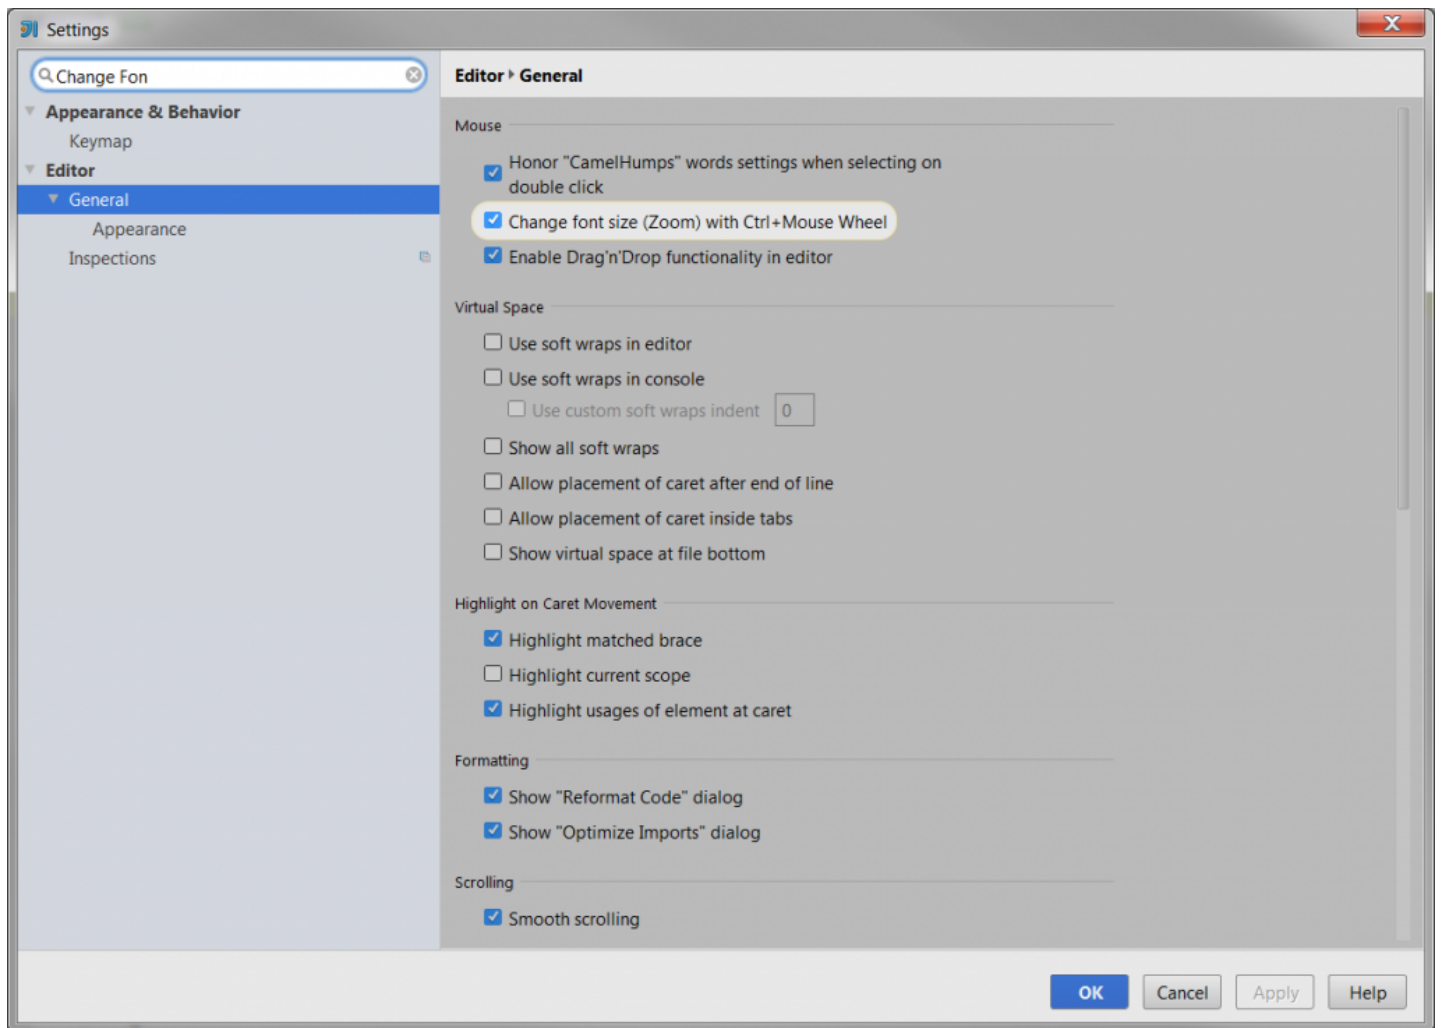 Settings
Change Fon
Appearance & Behavior
Keymap
Editor
General
Appearance
Inspections
Editor › General
Mouse
Honor "CamelHumps" words settings when selecting on
double click
Change font size (Zoom) with Ctrl+Mouse Wheel
Enable Drag'n'Drop functionality in editor
Virtual Space
Use soft wraps in editor
Use soft wraps in console
Use custom soft wraps indent 0
Show all soft wraps
Allow placement of caret after end of line
Allow placement of caret inside tabs
Show virtual space at file bottom
Highlight on Caret Movement
Highlight matched brace
Highlight current scope
Highlight usages of element at caret
Formatting
Show "Reformat Code" dialog
Show "Optimize Imports" dialog
Scrolling
Smooth scrolling
OK Cancel Apply Help